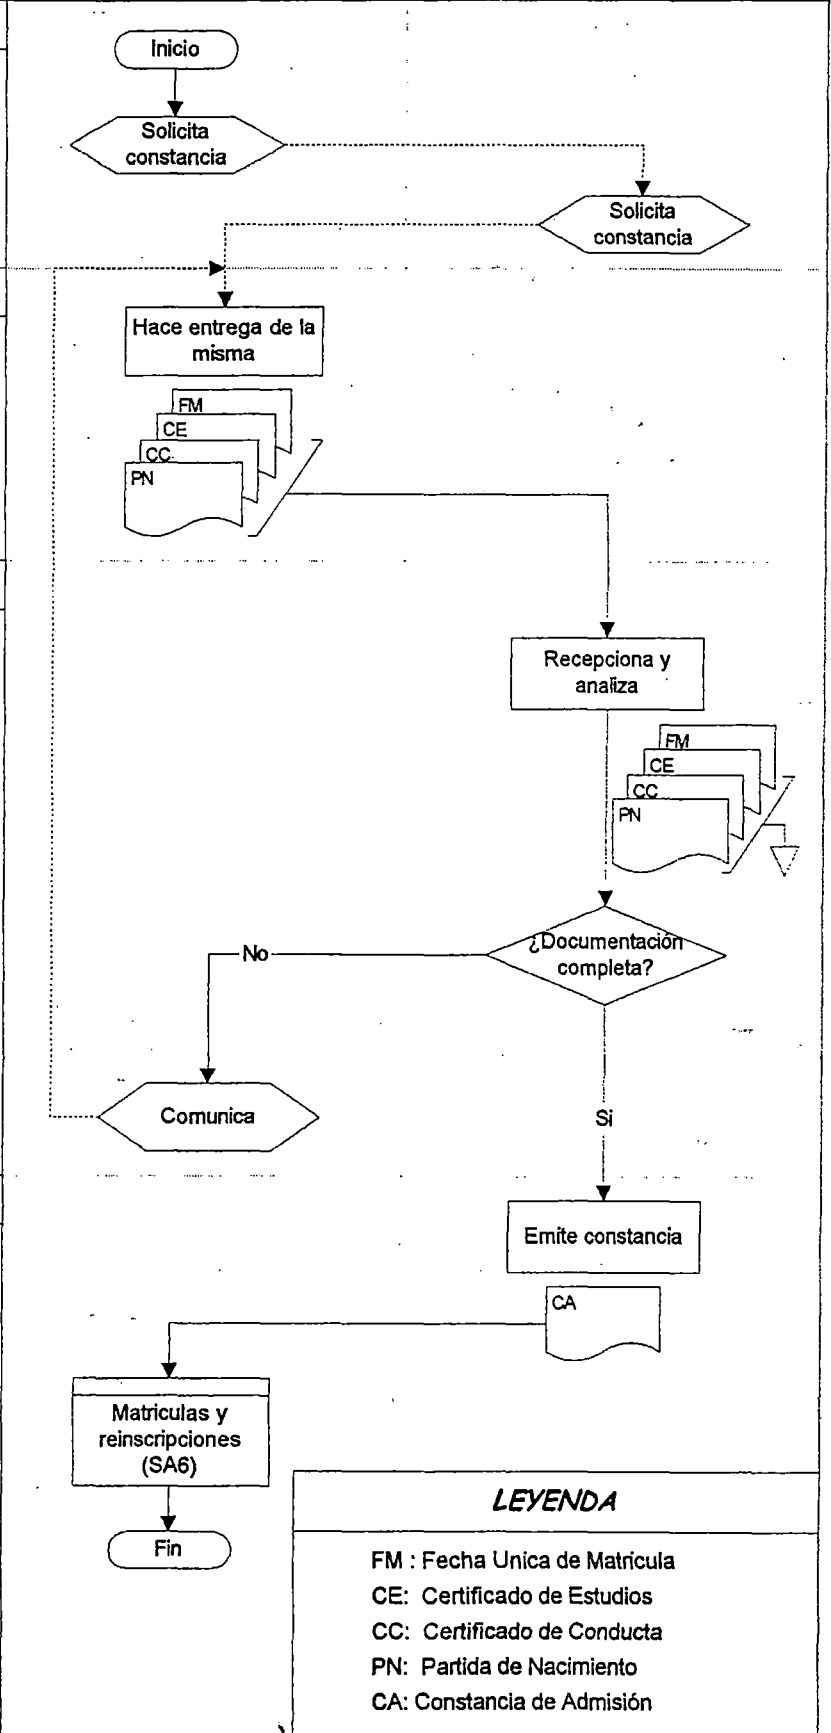 Inicio
Solicita
constancia
Solicita
constancia
Hace entrega de la
misma
FM
CE
CC
PN
Recepciona y
analiza
FM
CE
CC
PN
¿Documentación
completa?
No
Comunica
Si
Emite constancia
CA
Matriculas y
reinscripciones
(SA6)
Fin
LEYENDA
FM : Fecha Unica de Matricula
CE: Certificado de Estudios
CC: Certificado de Conducta
PN: Partida de Nacimiento
CA: Constancia de Admisión